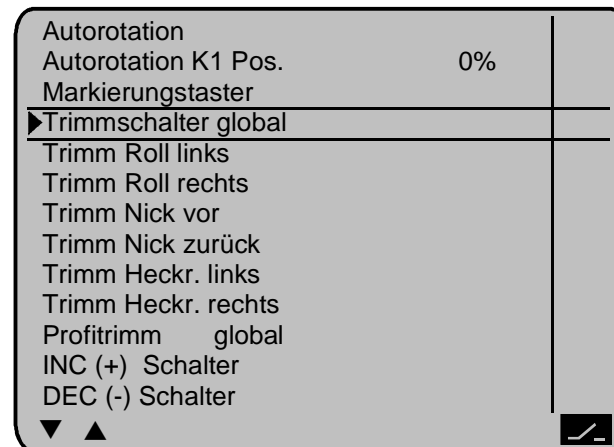 Autorotation
Autorotation K1 Pos. 0%
Markierungstaster
Trimmschalter global
Trimm Roll links
Trimm Roll rechts
Trimm Nick vor
Trimm Nick zurück
Trimm Heckr. links
Trimm Heckr. rechts
Profitrimm global
INC (+) Schalter
DEC (-) Schalter